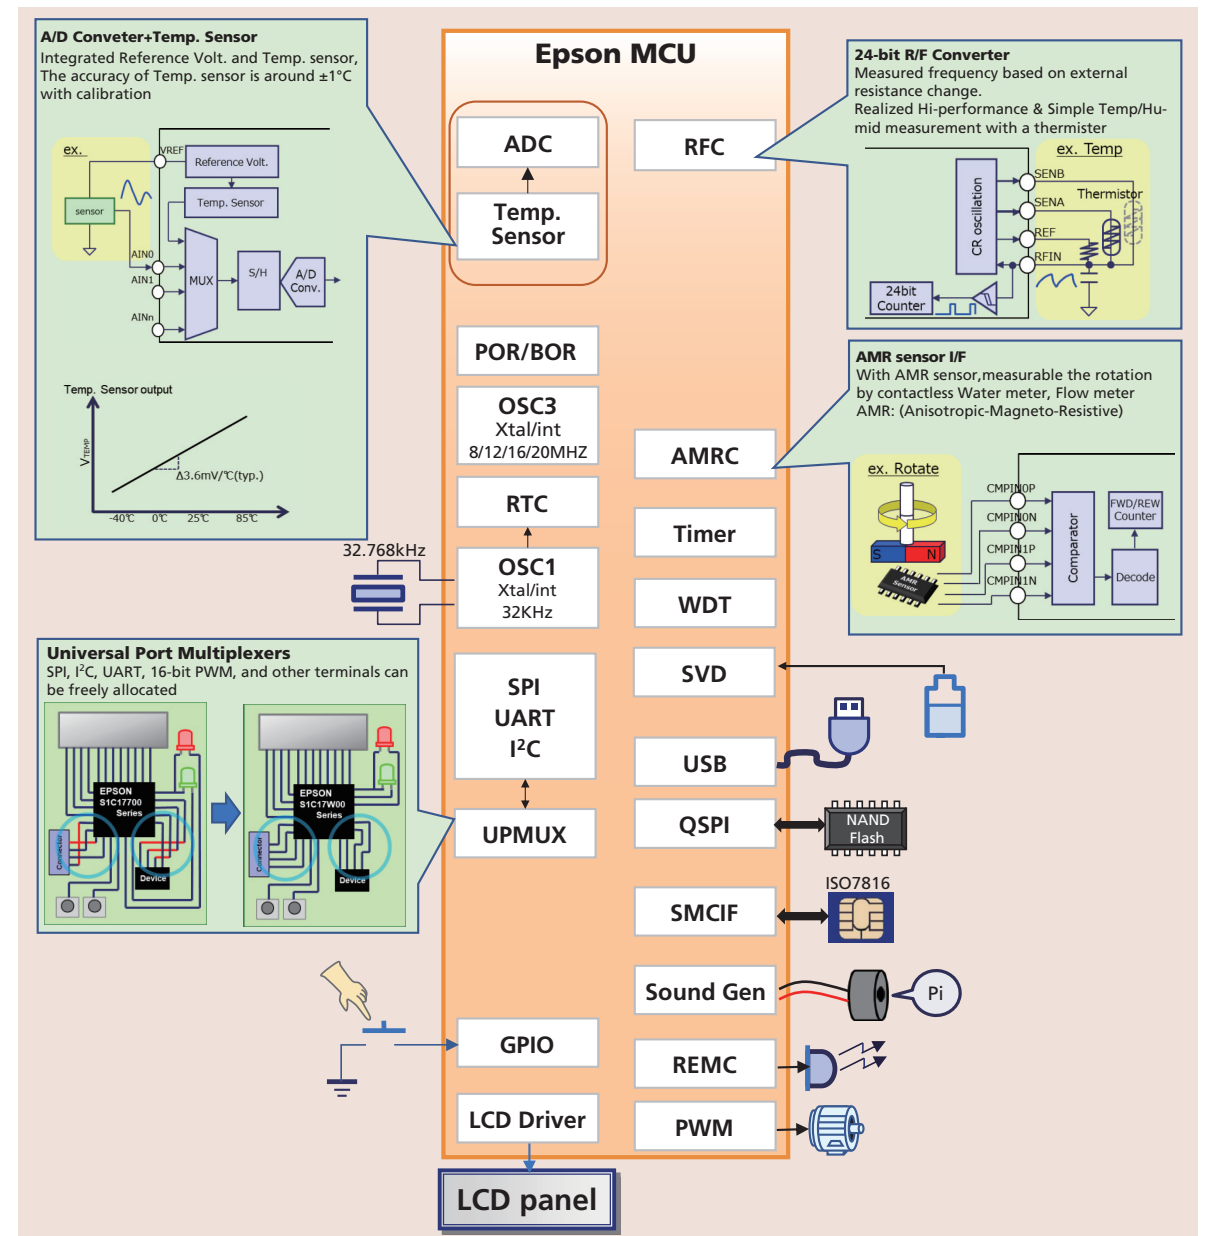 A/D Conveter+Temp. Sensor
Integrated Reference Volt. and Temp. sensor,
The accuracy of Temp. sensor is around ±1°C
with calibration
ex.
VREF
Reference Volt.
Temp. Sensor
sensor
AIN0
AIN1
AINn
MUX
S/H
A/D
Conv.
Temp. Sensor output
VTEMP
Δ3.6mV/℃(typ.)
-40℃ 0℃ 25℃ 85℃
Epson MCU
ADC
Temp.
Sensor
POR/BOR
OSC3
Xtal/int
8/12/16/20MHZ
RTC
32.768kHz
OSC1
Xtal/int
32KHz
SPI
UART
I²C
UPMUX
GPIO
LCD Driver
LCD panel
RFC
AMRC
Timer
WDT
SVD
USB
QSPI
SMCIF
Sound Gen
REMC
PWM
24-bit R/F Converter
Measured frequency based on external
resistance change.
Realized Hi-performance & Simple Temp/Hu-
mid measurement with a thermister
ex. Temp
SENB
Thermistor
SENA
REF
RFIN
CR oscillation
24bit
Counter
AMR sensor I/F
With AMR sensor,measurable the rotation
by contactless Water meter, Flow meter
AMR: (Anisotropic-Magneto-Resistive)
ex. Rotate
S N
AMR
Sensor
CMPIN0P
CMPIN0N
CMPIN1P
CMPIN1N
Comparator
FWD/REW
Counter
Decode
NAND
Flash
ISO7816
Pi
Universal Port Multiplexers
SPI, I²C, UART, 16-bit PWM, and other terminals can
be freely allocated
EPSON
S1C17700
Series
Connector
Device
EPSON
S1C17W00
Series
Connector
Device